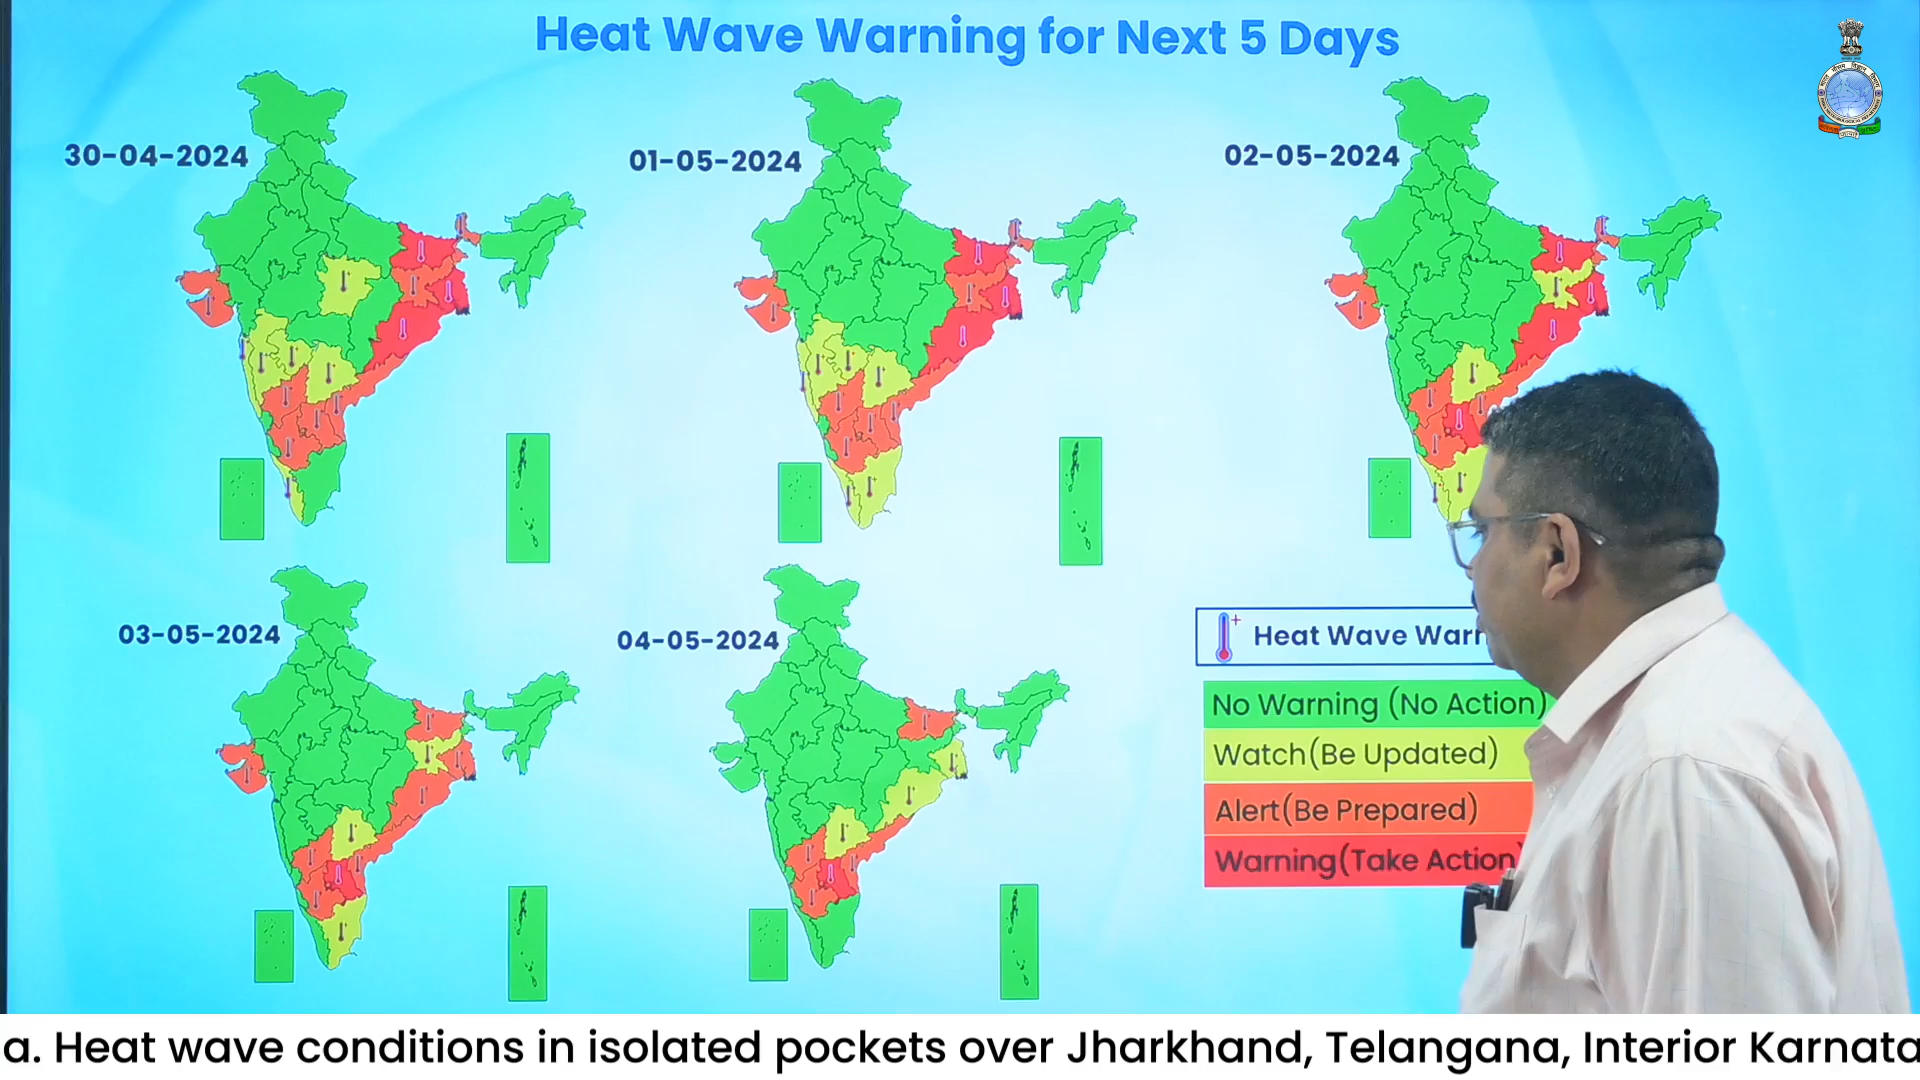 Heat Wave Warning for Next 5 Days
30-04-2024
01-05-2024
02-05-2024
03-05-2024
04-05-2024
Heat Wave Warn
No Warning (No Action)
Watch(Be Updated)
Alert(Be Prepared)
Warning(Take Action
a. Heat wave conditions in isolated pockets over Jharkhand, Telangana, Interior Karnata